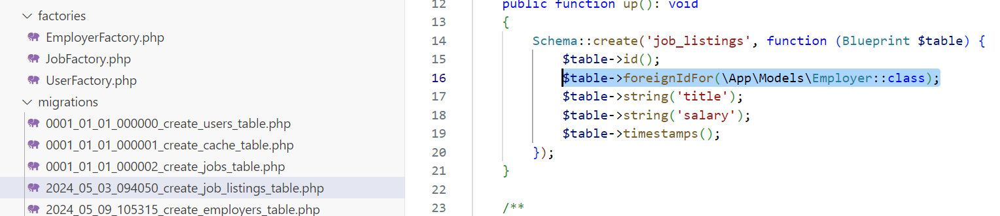 factories
EmployerFactory.php
JobFactory.php
UserFactory.php
migrations
0001_01_01_000000_create_users_table.php
0001_01_01_000001_create_cache_table.php
0001_01_01_000002_create_jobs_table.php
2024_05_03_094050_create_job_listings_table.php
2024_05_09_105315_create_employers_table.php
12 public function up(): void
13 {
14 Schema::create('job_listings', function (Blueprint $table) {
15 $table->id();
16 $table->foreignIdFor(\App\Models\Employer::class);
17 $table->string('title');
18 $table->string('salary');
19 $table->timestamps();
20 });
21 }
22
23 /**